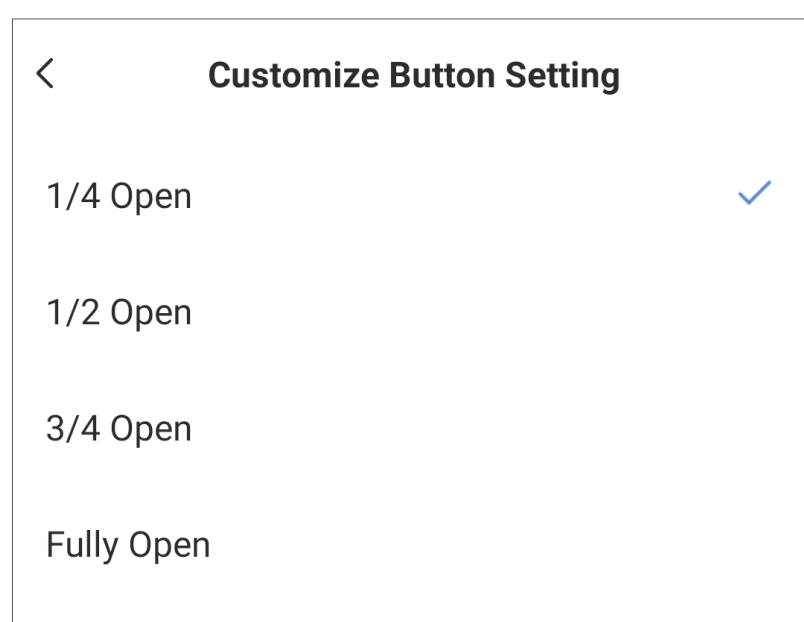 Customize Button Setting
1/4 Open
1/2 Open
3/4 Open
Fully Open